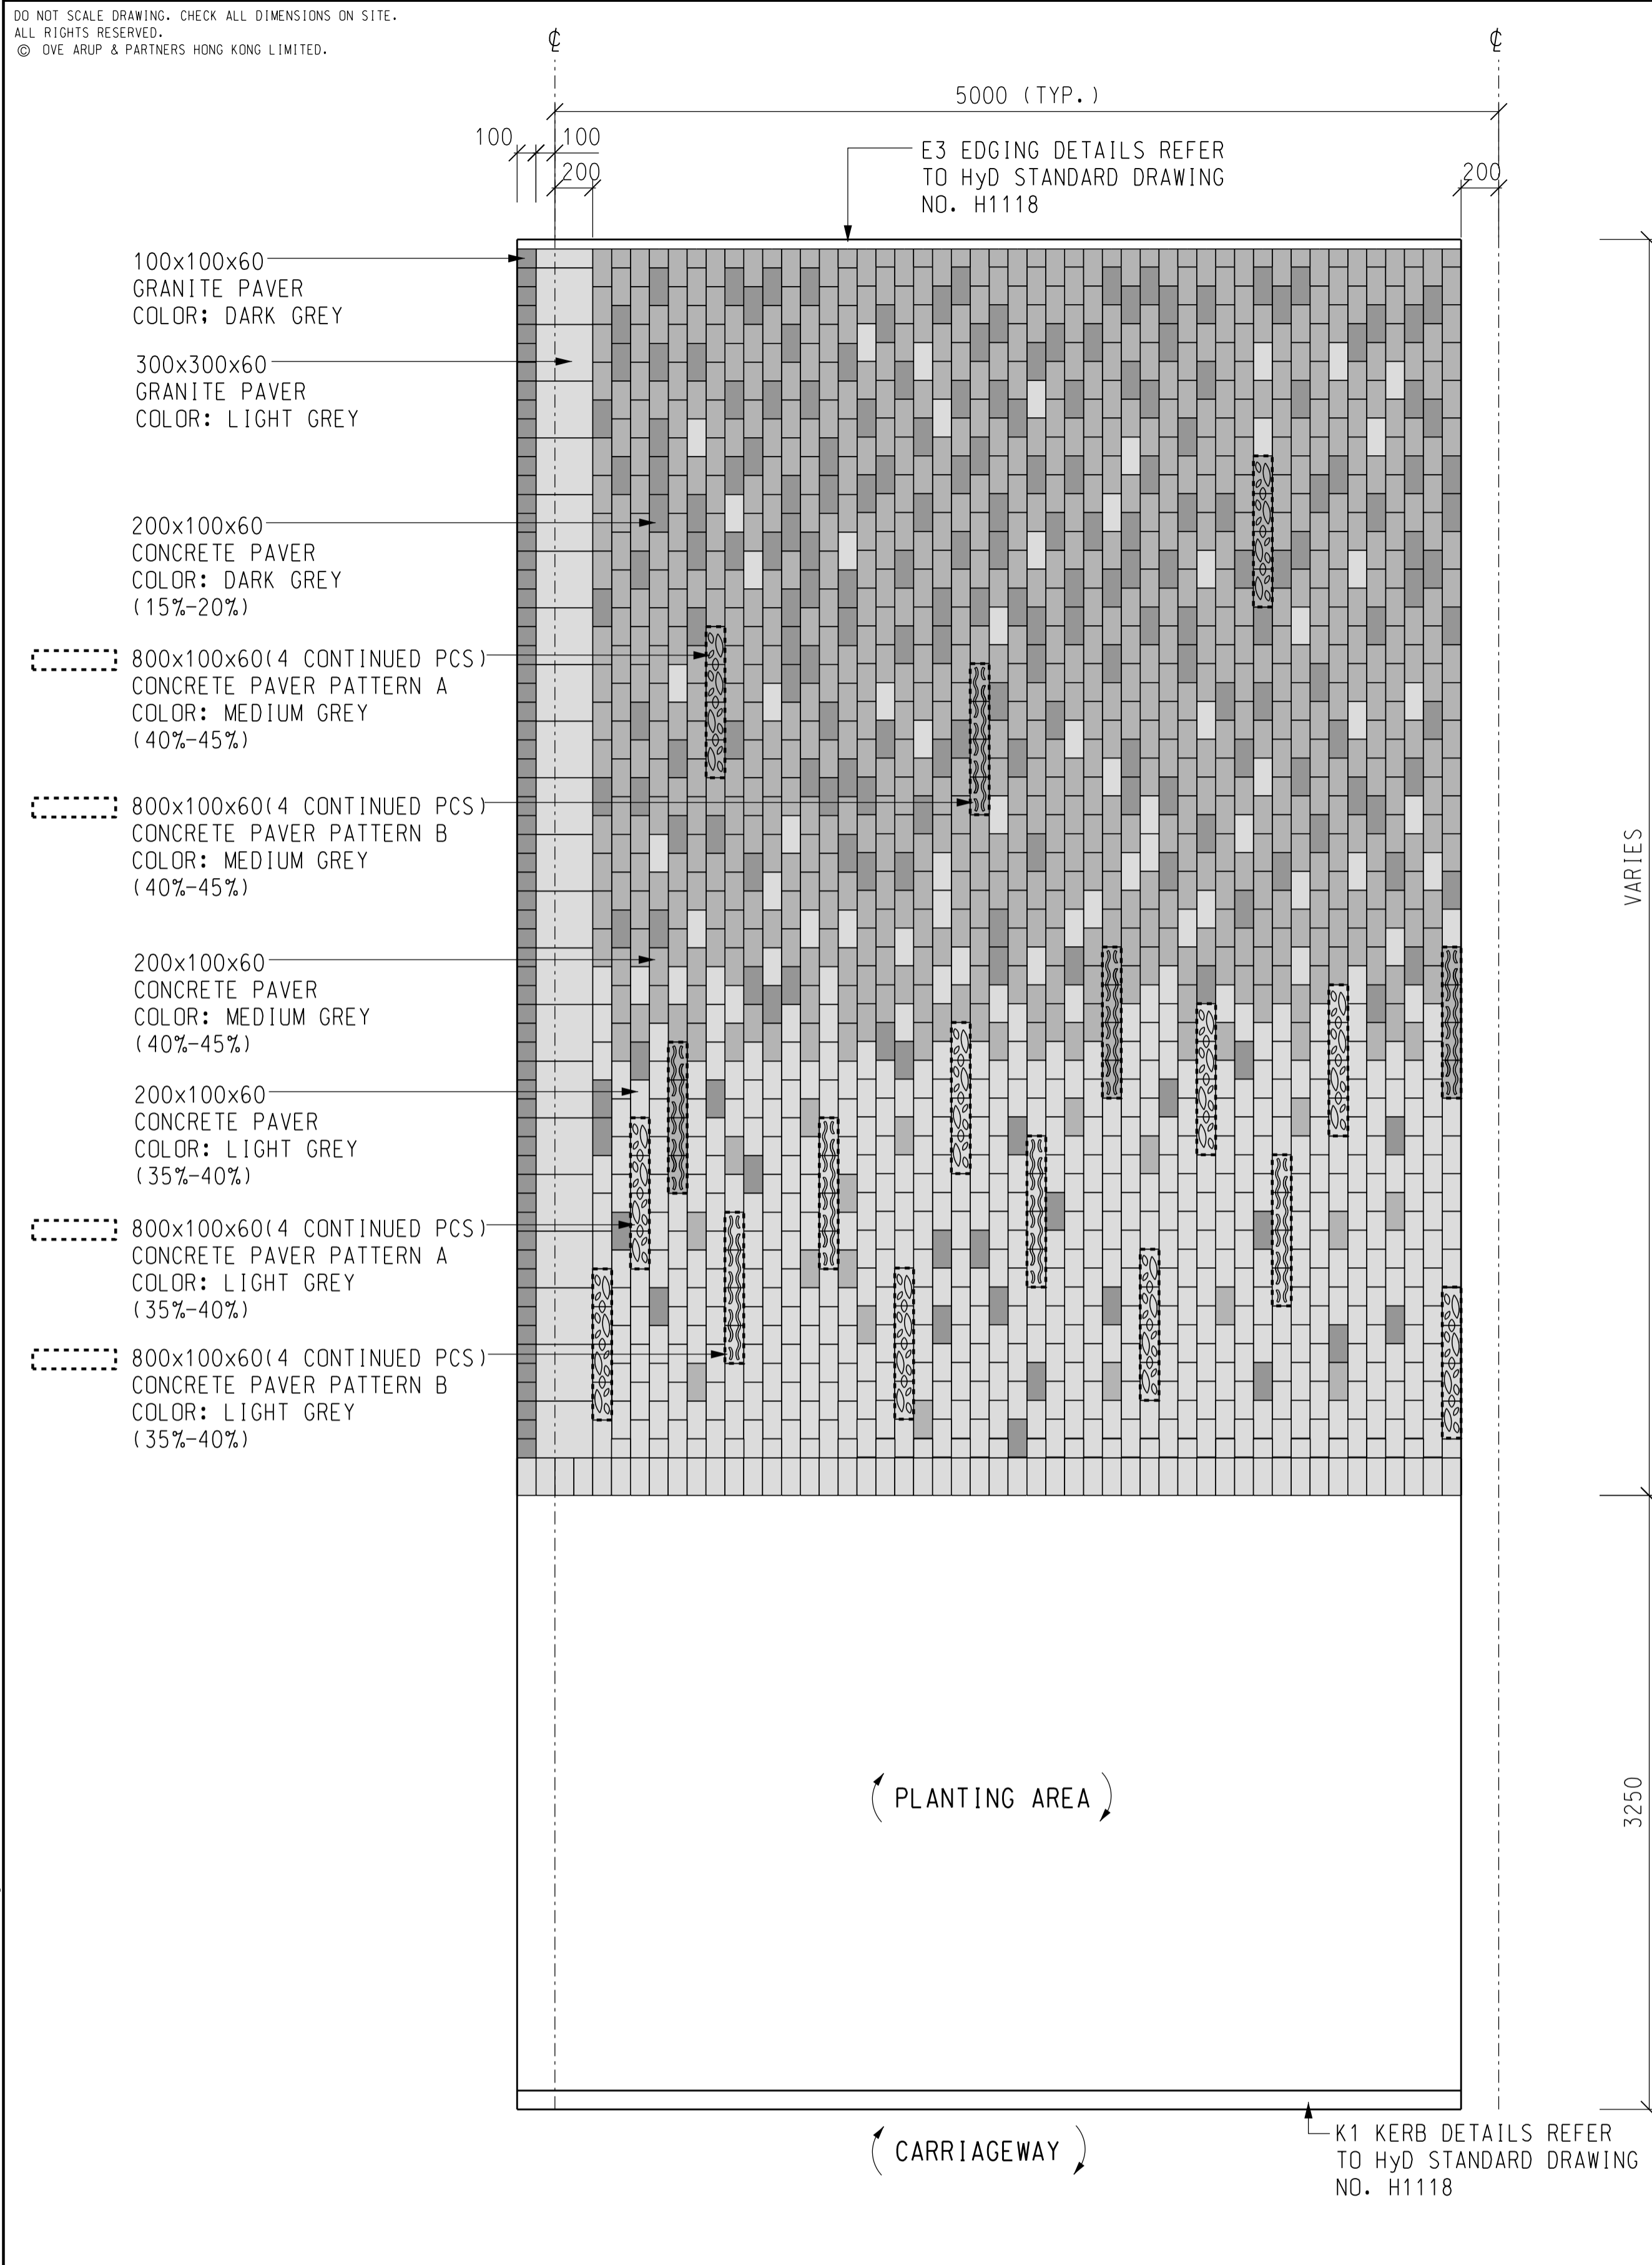 DO NOT SCALE DRAWING. CHECK ALL DIMENSIONS ON SITE.
ALL RIGHTS RESERVED.
© OVE ARUP & PARTNERS HONG KONG LIMITED.
℄
℄
5000 (TYP.)
100
100
200
200
E3 EDGING DETAILS REFER
TO HyD STANDARD DRAWING
NO. H1118
100x100x60
GRANITE PAVER
COLOR; DARK GREY
300x300x60
GRANITE PAVER
COLOR: LIGHT GREY
200x100x60
CONCRETE PAVER
COLOR: DARK GREY
(15%-20%)
800x100x60(4 CONTINUED PCS)
CONCRETE PAVER PATTERN A
COLOR: MEDIUM GREY
(40%-45%)
800x100x60(4 CONTINUED PCS)
CONCRETE PAVER PATTERN B
COLOR: MEDIUM GREY
(40%-45%)
VARIES
200x100x60
CONCRETE PAVER
COLOR: MEDIUM GREY
(40%-45%)
200x100x60
CONCRETE PAVER
COLOR: LIGHT GREY
(35%-40%)
800x100x60(4 CONTINUED PCS)
CONCRETE PAVER PATTERN A
COLOR: LIGHT GREY
(35%-40%)
800x100x60(4 CONTINUED PCS)
CONCRETE PAVER PATTERN B
COLOR: LIGHT GREY
(35%-40%)
PLANTING AREA
3250
CARRIAGEWAY
K1 KERB DETAILS REFER
TO HyD STANDARD DRAWING
NO. H1118